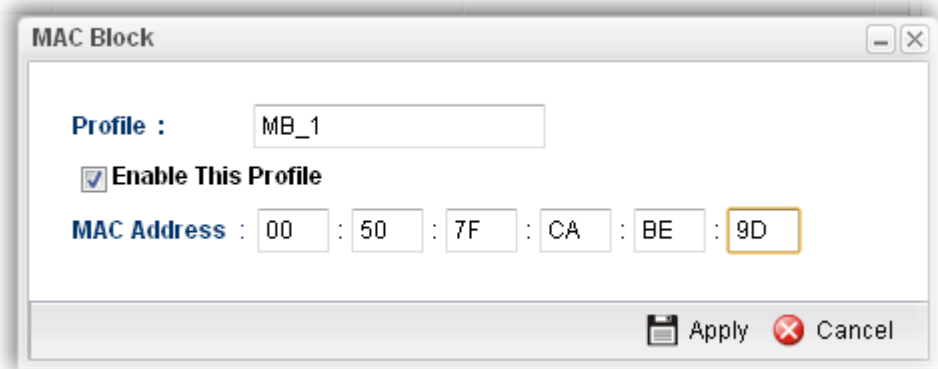 MAC Block
Profile : MB_1
Enable This Profile
MAC Address : 00 : 50 : 7F : CA : BE : 9D
Apply Cancel